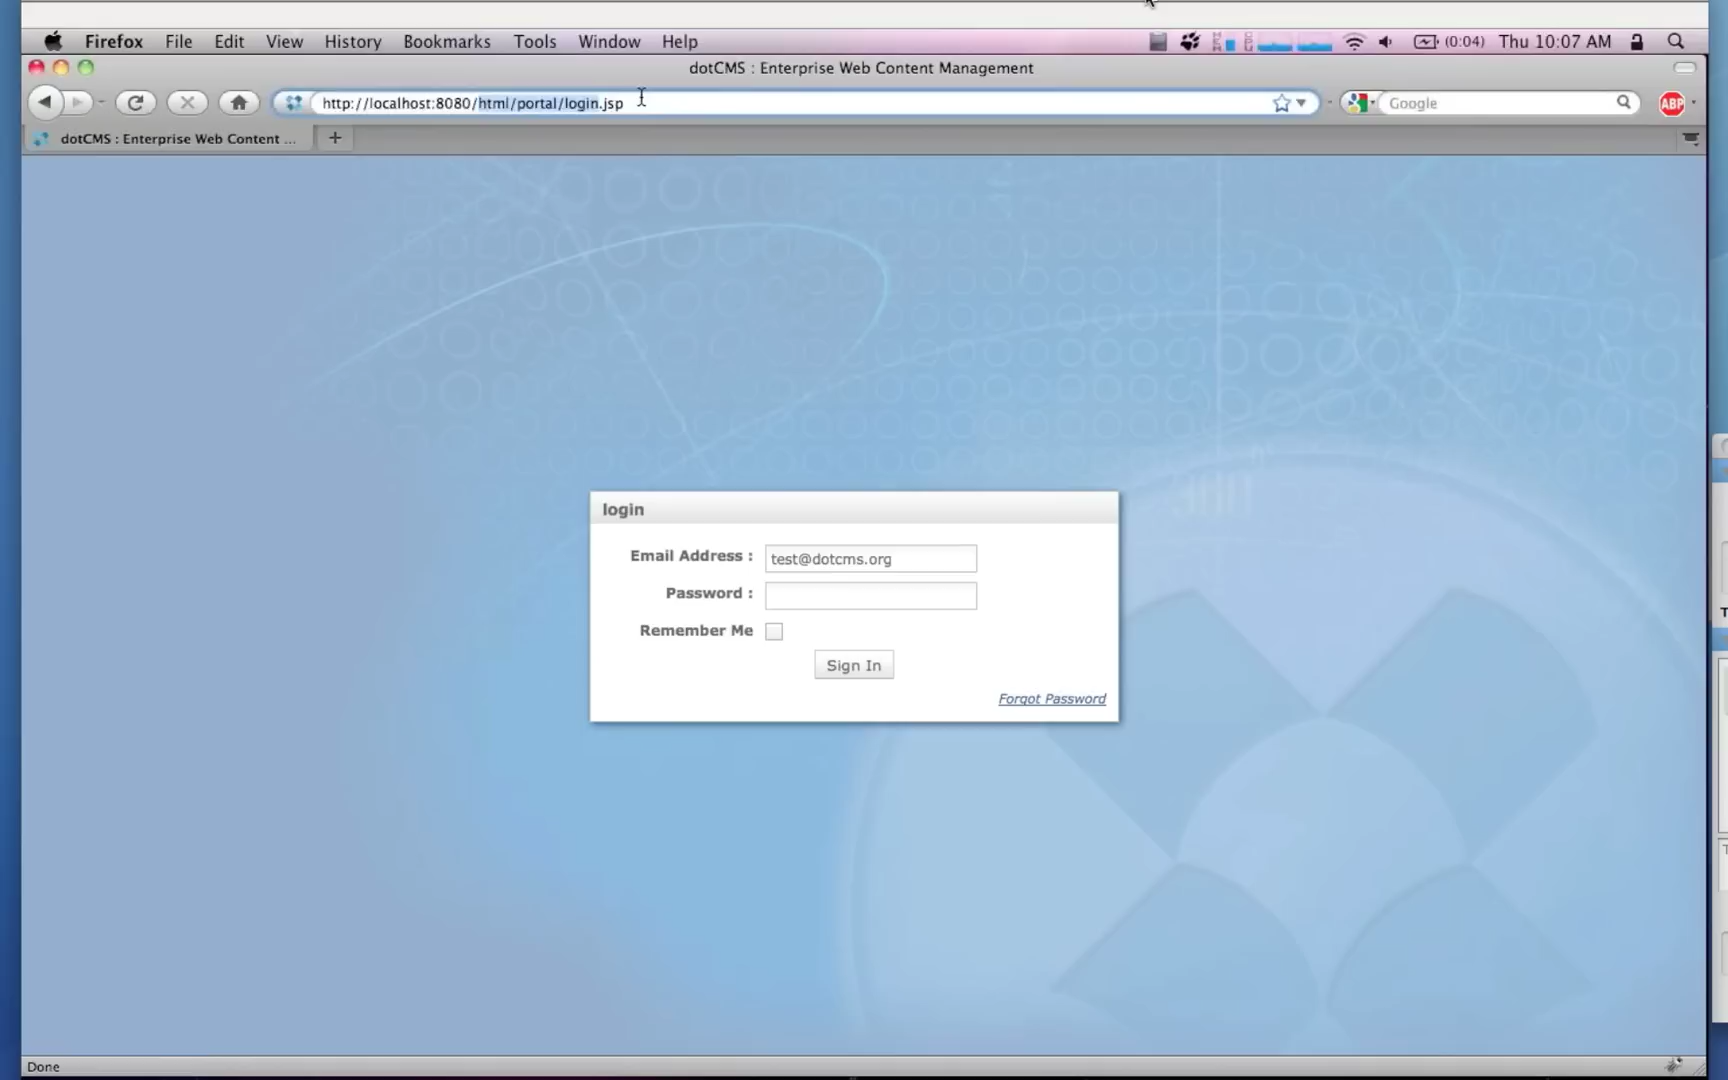 Firefox File Edit View History Bookmarks Tools Window Help (0:04) Thu 10:07 AM
dotCMS : Enterprise Web Content Management
http://localhost:8080/html/portal/login.jsp Google ABP
dotCMS : Enterprise Web Content ... +
login
Email Address : test@dotcms.org
Password :
Remember Me
Sign In
Forgot Password
Done